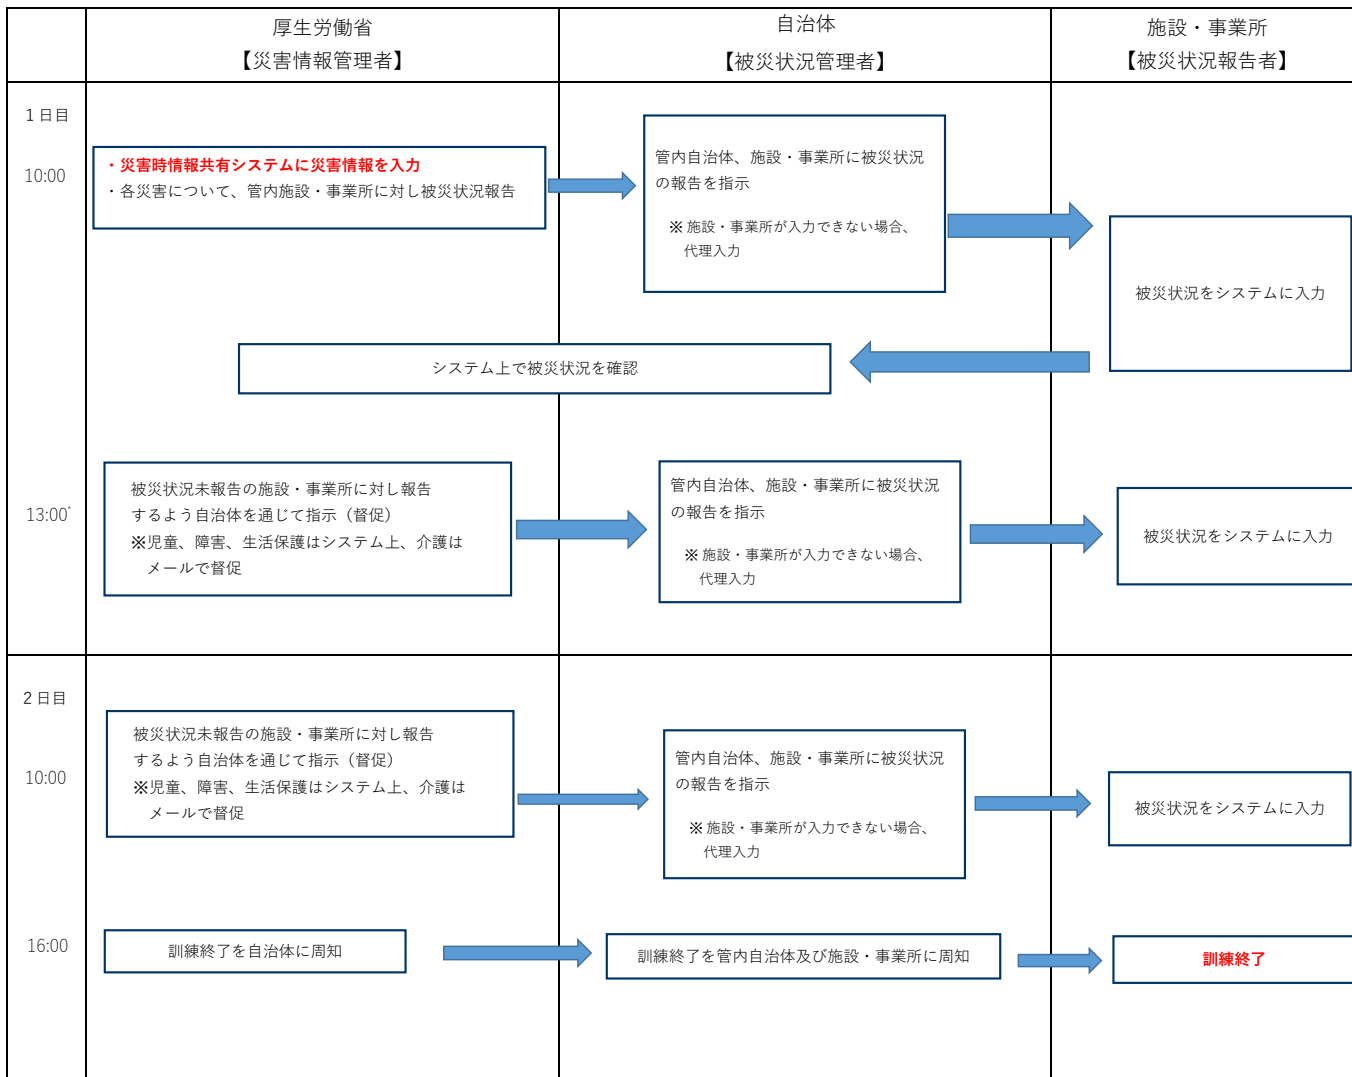 厚生労働省
【災害情報管理者】
自治体
【被災状況管理者】
施設・事業所
【被災状況報告者】
1日目
10:00
・災害時情報共有システムに災害情報を入力
・各災害について、管内施設・事業所に対し被災状況報告
管内自治体、施設・事業所に被災状況
の報告を指示
※ 施設・事業所が入力できない場合、
代理入力
被災状況をシステムに入力
システム上で被災状況を確認
13:00
被災状況未報告の施設・事業所に対し報告
するよう自治体を通じて指示（督促）
※児童、障害、生活保護はシステム上、介護は
メールで督促
管内自治体、施設・事業所に被災状況
の報告を指示
※ 施設・事業所が入力できない場合、
代理入力
被災状況をシステムに入力
2日目
10:00
被災状況未報告の施設・事業所に対し報告
するよう自治体を通じて指示（督促）
※児童、障害、生活保護はシステム上、介護は
メールで督促
管内自治体、施設・事業所に被災状況
の報告を指示
※ 施設・事業所が入力できない場合、
代理入力
被災状況をシステムに入力
16:00
訓練終了を自治体に周知
訓練終了を管内自治体及び施設・事業所に周知
訓練終了